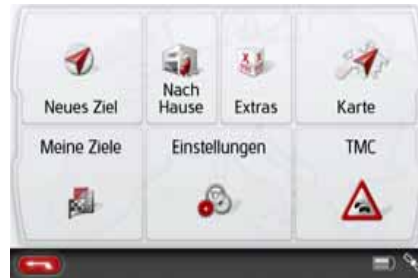 Neues Ziel
Nach
Hause
Extras
Karte
Meine Ziele
Einstellungen
TMC